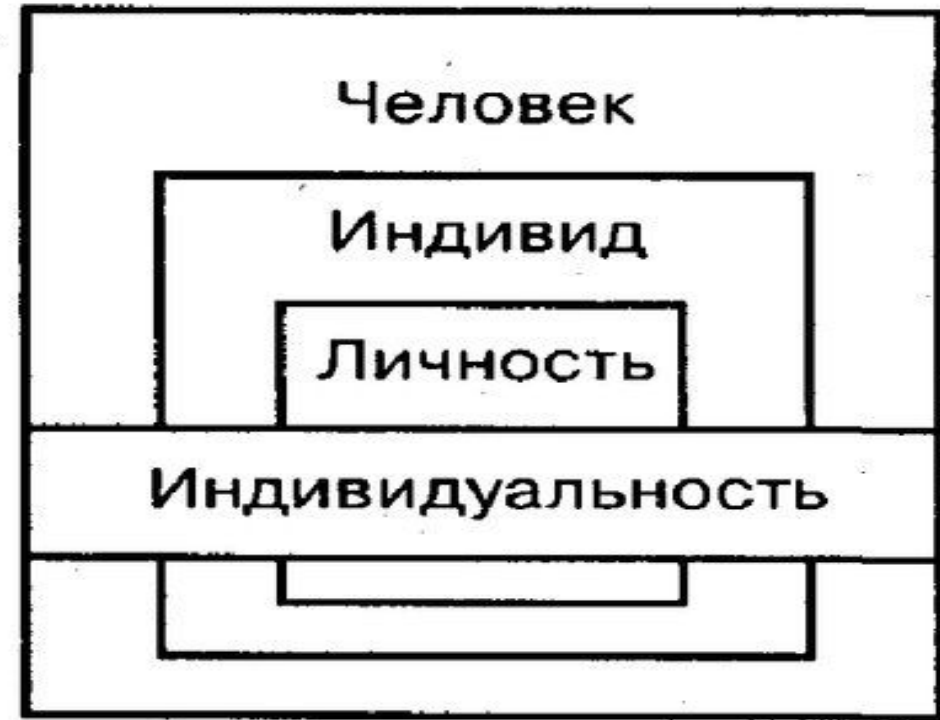 Человек
Индивид
Личность
Индивидуальность